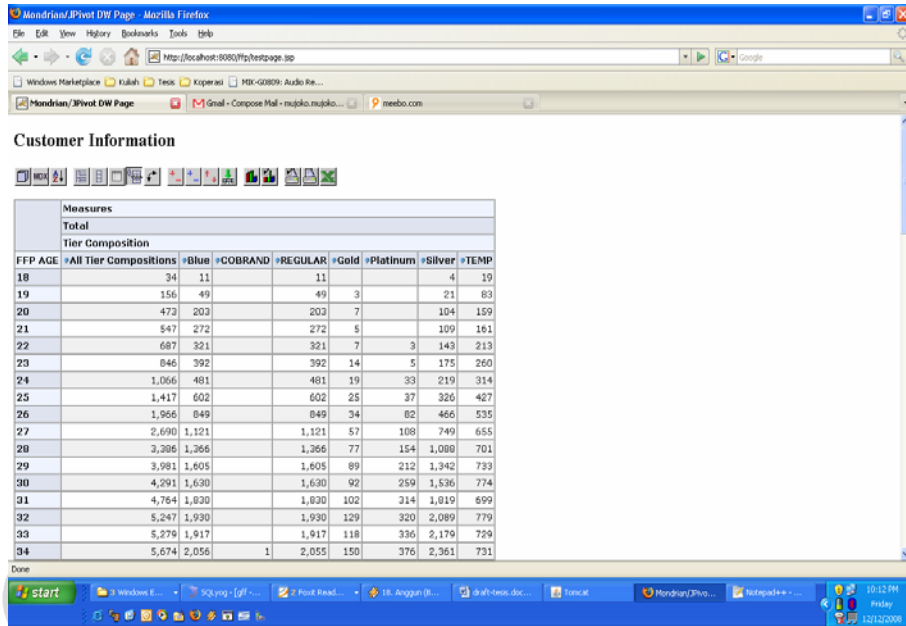 Mondrian/JPivot DW Page - Mozilla Firefox
File Edit View History Bookmarks Tools Help
http://localhost:8080/ffp/testpage.jsp Google
Windows Marketplace Kuliah Tesis Koperasi MIK-G0809: Audio Re...
Mondrian/JPivot DW Page Gmail - Compose Mail - mujoko.mujoko... meebo.com
Customer Information
MDX
Measures
Total
Tier Composition
FFP AGE All Tier Compositions Blue COBRAND REGULAR Gold Platinum Silver TEMP
18 34 11 11 4 19
19 156 49 49 3 21 83
20 473 203 203 7 104 159
21 547 272 272 5 109 161
22 687 321 321 7 3 143 213
23 846 392 392 14 5 175 260
24 1,066 481 481 19 33 219 314
25 1,417 602 602 25 37 326 427
26 1,966 849 849 34 82 466 535
27 2,690 1,121 1,121 57 108 749 655
28 3,386 1,366 1,366 77 154 1,088 701
29 3,981 1,605 1,605 89 212 1,342 733
30 4,291 1,630 1,630 92 259 1,536 774
31 4,764 1,830 1,830 102 314 1,819 699
32 5,247 1,930 1,930 129 320 2,089 779
33 5,279 1,917 1,917 118 336 2,179 729
34 5,674 2,056 1 2,055 150 376 2,361 731
Done
start 3 Windows E... SQLyog - [gff -... 2 Foxit Read... 18. Anggun (B... draft-tesis.doc... Tomcat Mondrian/JPivo... Notepad++ - ... 10:12 PM
Friday
12/12/2008